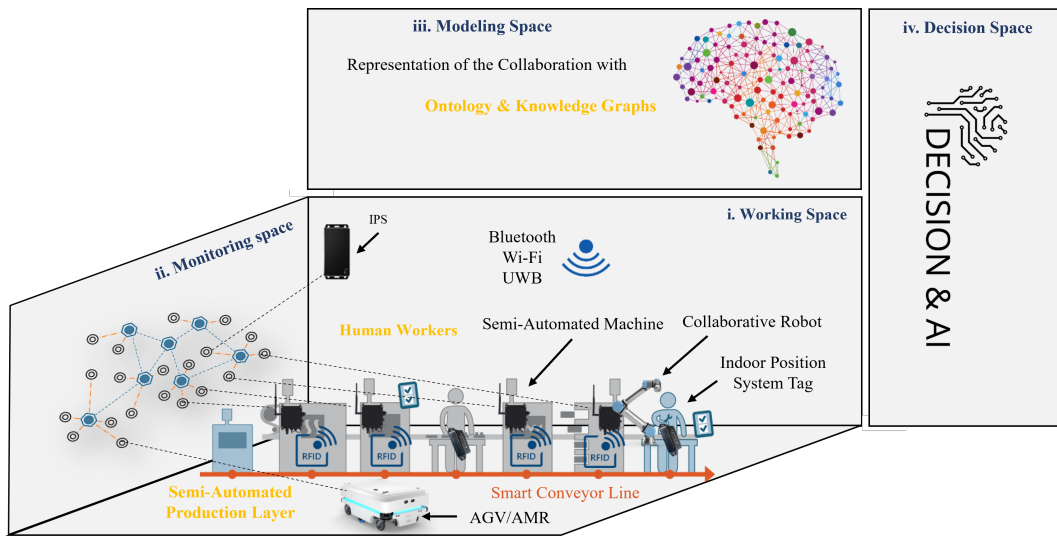 iii. Modeling Space
Representation of the Collaboration with
Ontology & Knowledge Graphs
iv. Decision Space
DECISION & AI
i. Working Space
ii. Monitoring space
IPS
Bluetooth
Wi-Fi
UWB
Human Workers
Semi-Automated Machine
Collaborative Robot
Indoor Position
System Tag
RFID
RFID
RFID
RFID
Semi-Automated
Production Layer
Smart Conveyor Line
AGV/AMR